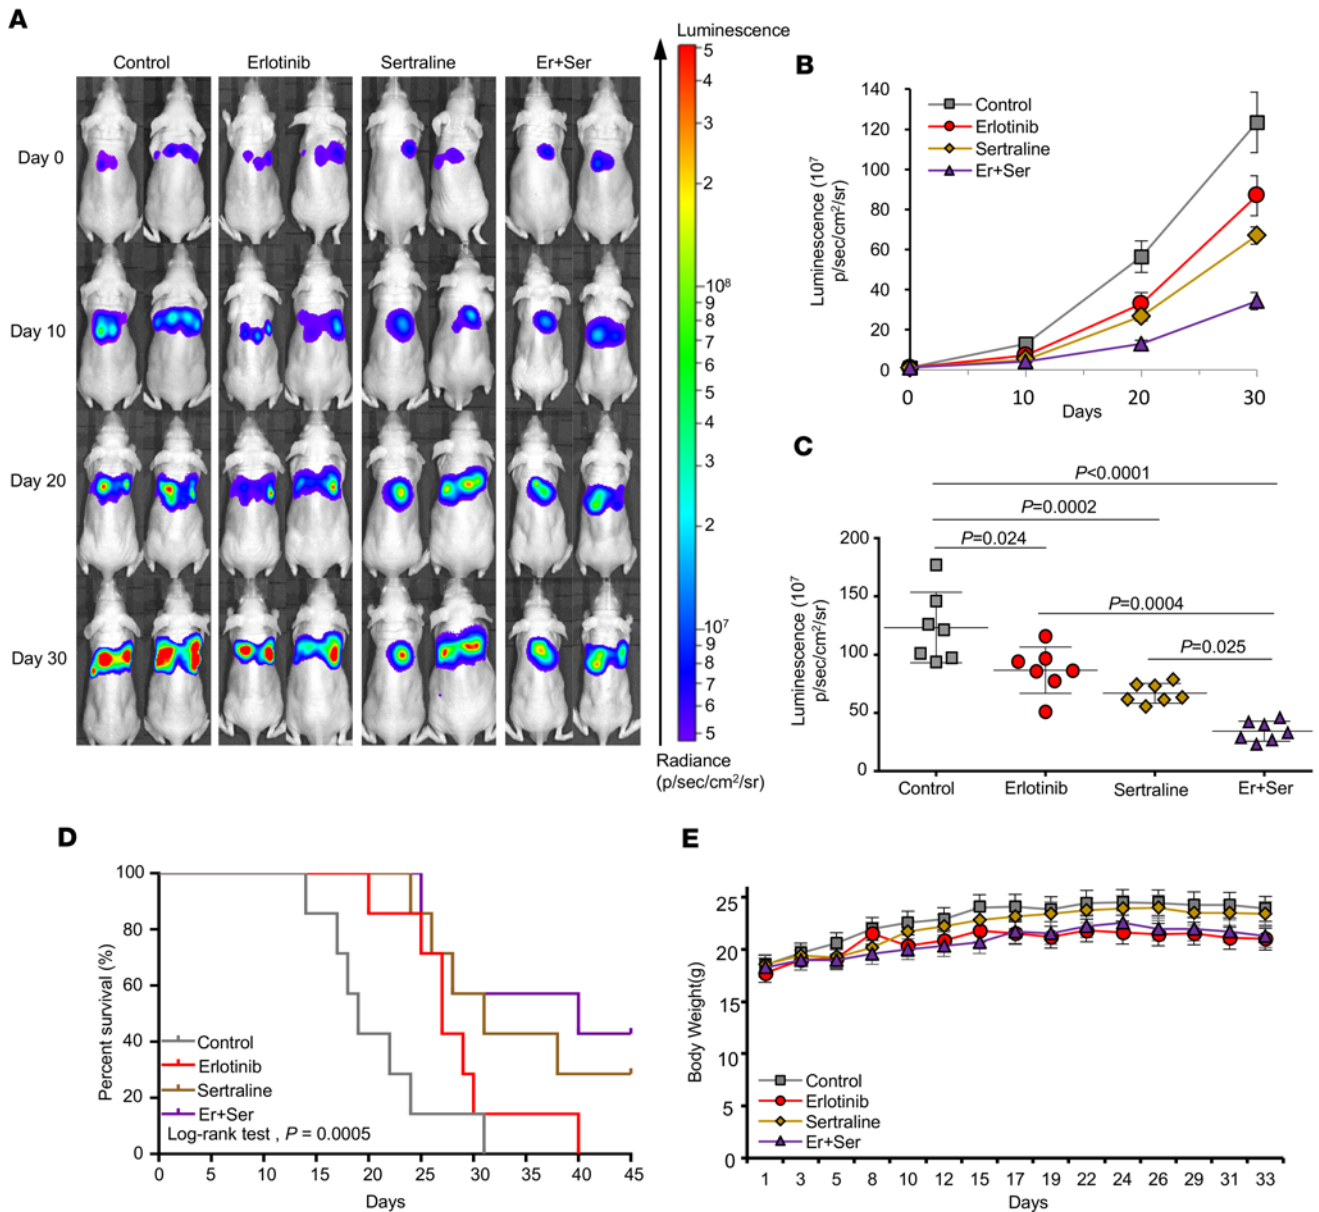 A
Control
Erlotinib
Sertraline
Er+Ser
Day 0
Day 10
Day 20
Day 30
Luminescence
5
4
3
2
10⁸
9
8
7
6
5
4
3
2
10⁷
9
8
7
6
5
Radiance
(p/sec/cm²/sr)
B
Luminescence (10⁷
p/sec/cm²/sr)
140
120
100
80
60
40
20
0
Control
Erlotinib
Sertraline
Er+Ser
0 10 20 30
Days
C
P<0.0001
P=0.0002
P=0.024
P=0.0004
P=0.025
Luminescence (10⁷
p/sec/cm²/sr)
200
150
100
50
0
Control Erlotinib Sertraline Er+Ser
D
Percent survival (%)
100
80
60
40
20
0
Control
Erlotinib
Sertraline
Er+Ser
Log-rank test , P = 0.0005
0 5 10 15 20 25 30 35 40 45
Days
E
Body Weight(g)
25
20
15
10
5
0
Control
Erlotinib
Sertraline
Er+Ser
1 3 5 8 10 12 15 17 19 22 24 26 29 31 33
Days